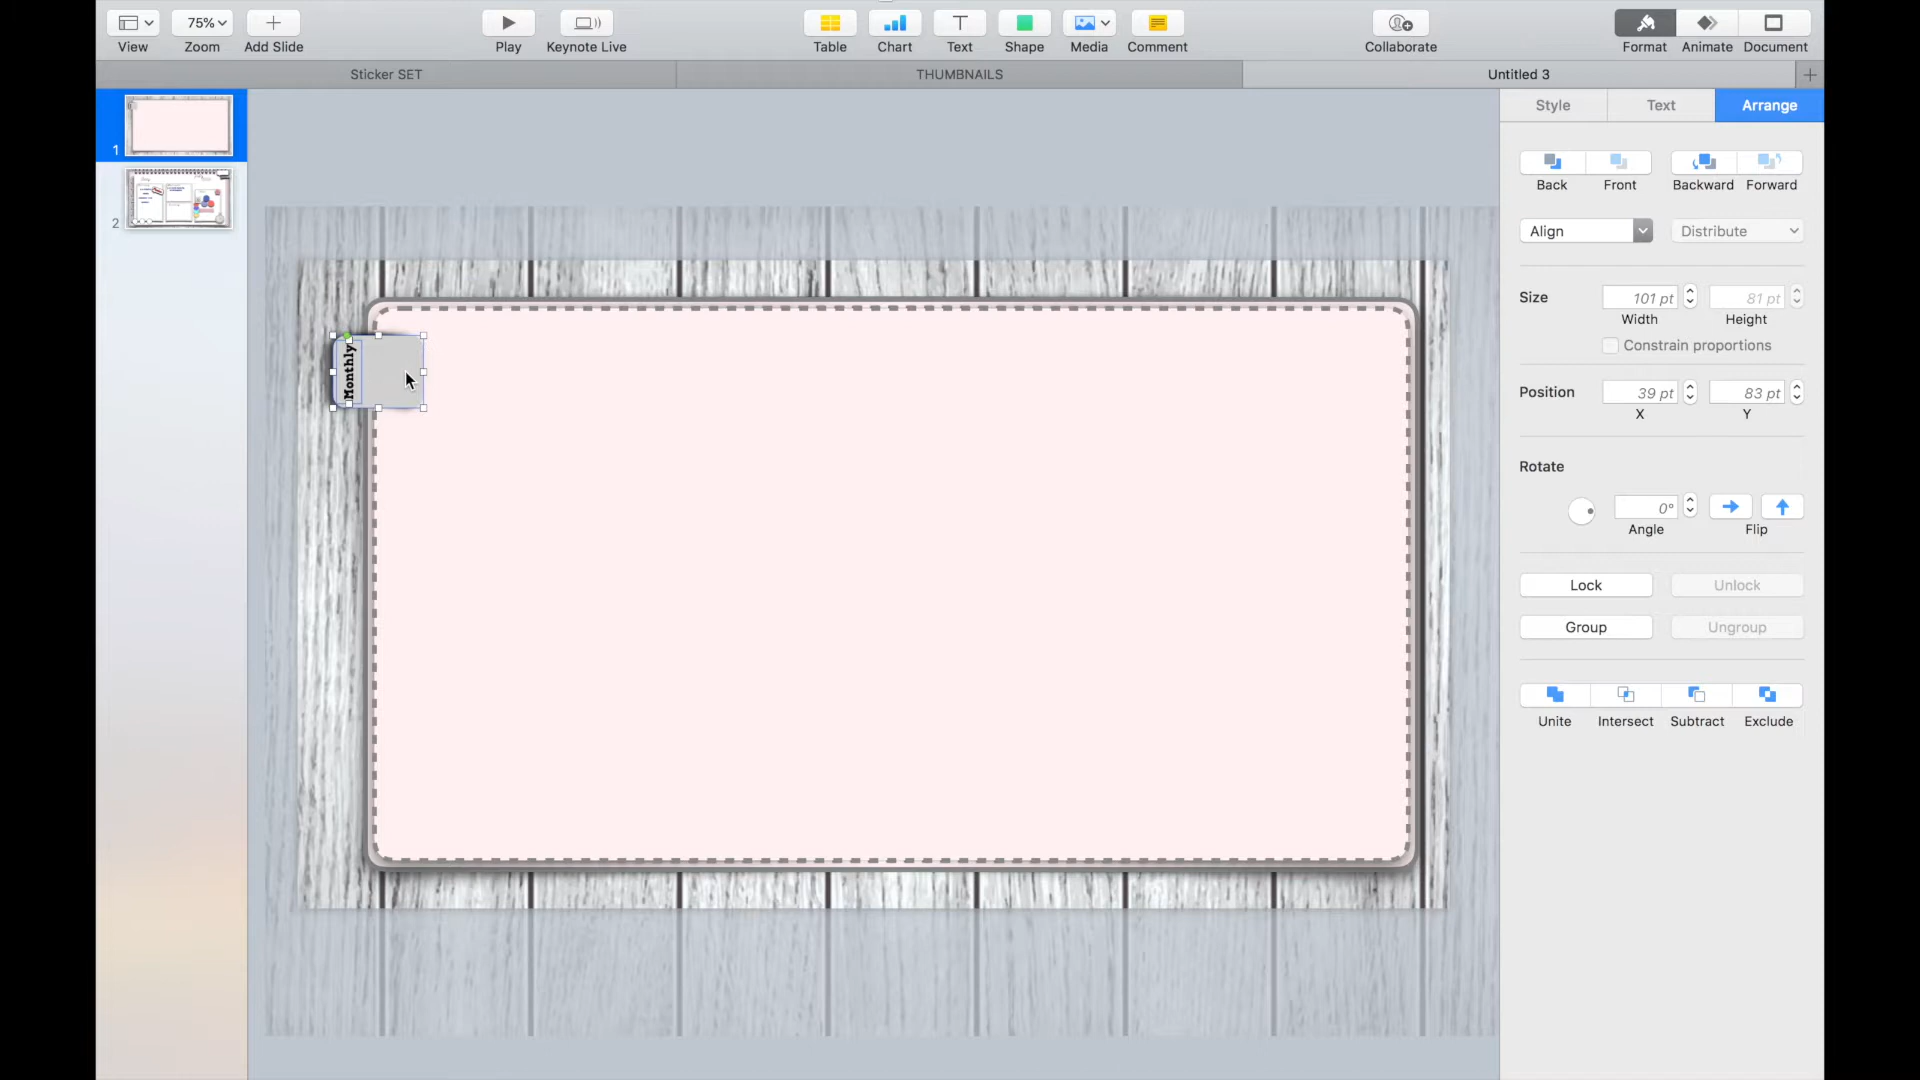 75%
View
Zoom
Add Slide
Play
Keynote Live
Table
Chart
Text
Shape
Media
Comment
Collaborate
Format
Animate
Document
Sticker SET
THUMBNAILS
Untitled 3
1
2
Monthly
Style
Text
Arrange
Back
Front
Backward
Forward
Align
Distribute
Size
101 pt
81 pt
Width
Height
Constrain proportions
Position
39 pt
83 pt
X
Y
Rotate
0°
Angle
Flip
Lock
Unlock
Group
Ungroup
Unite
Intersect
Subtract
Exclude